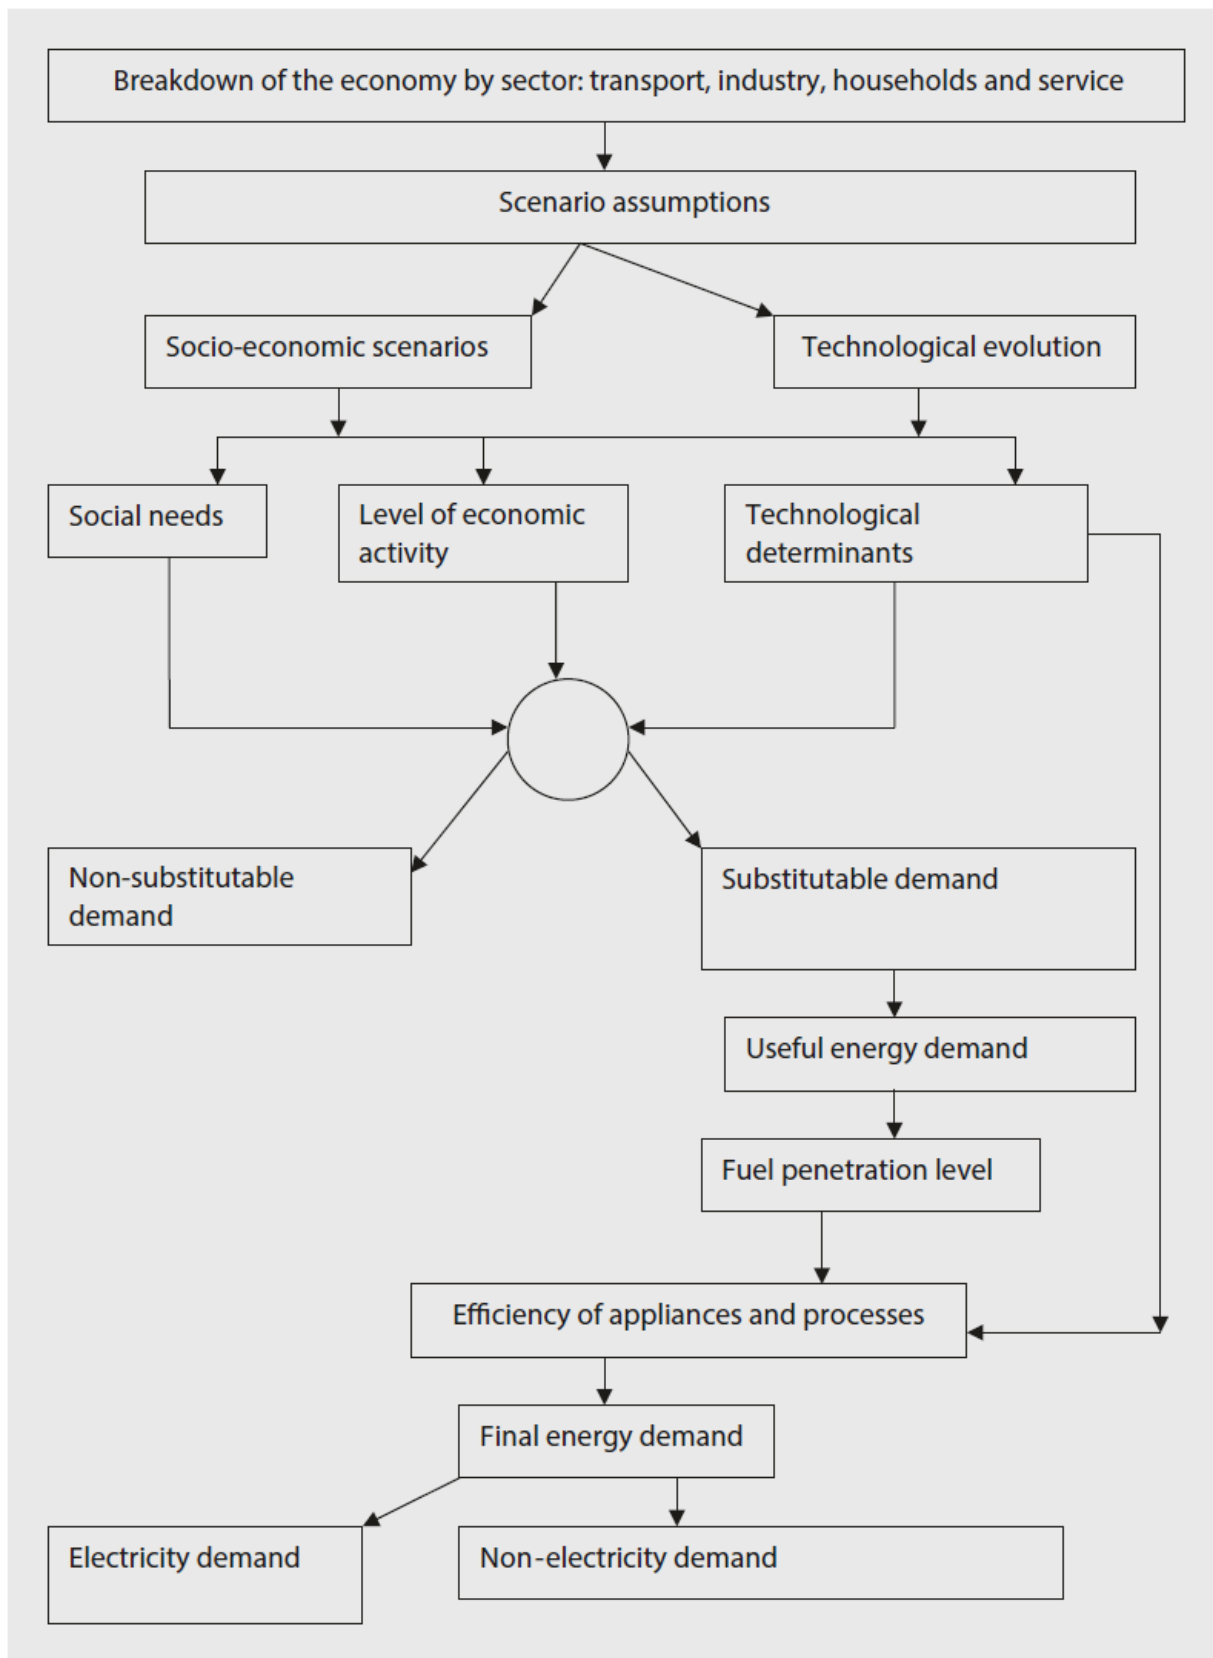 Breakdown of the economy by sector: transport, industry, households and service
Scenario assumptions
Socio-economic scenarios
Technological evolution
Social needs
Level of economic
activity
Technological
determinants
Non-substitutable
demand
Substitutable demand
Useful energy demand
Fuel penetration level
Efficiency of appliances and processes
Final energy demand
Electricity demand
Non-electricity demand